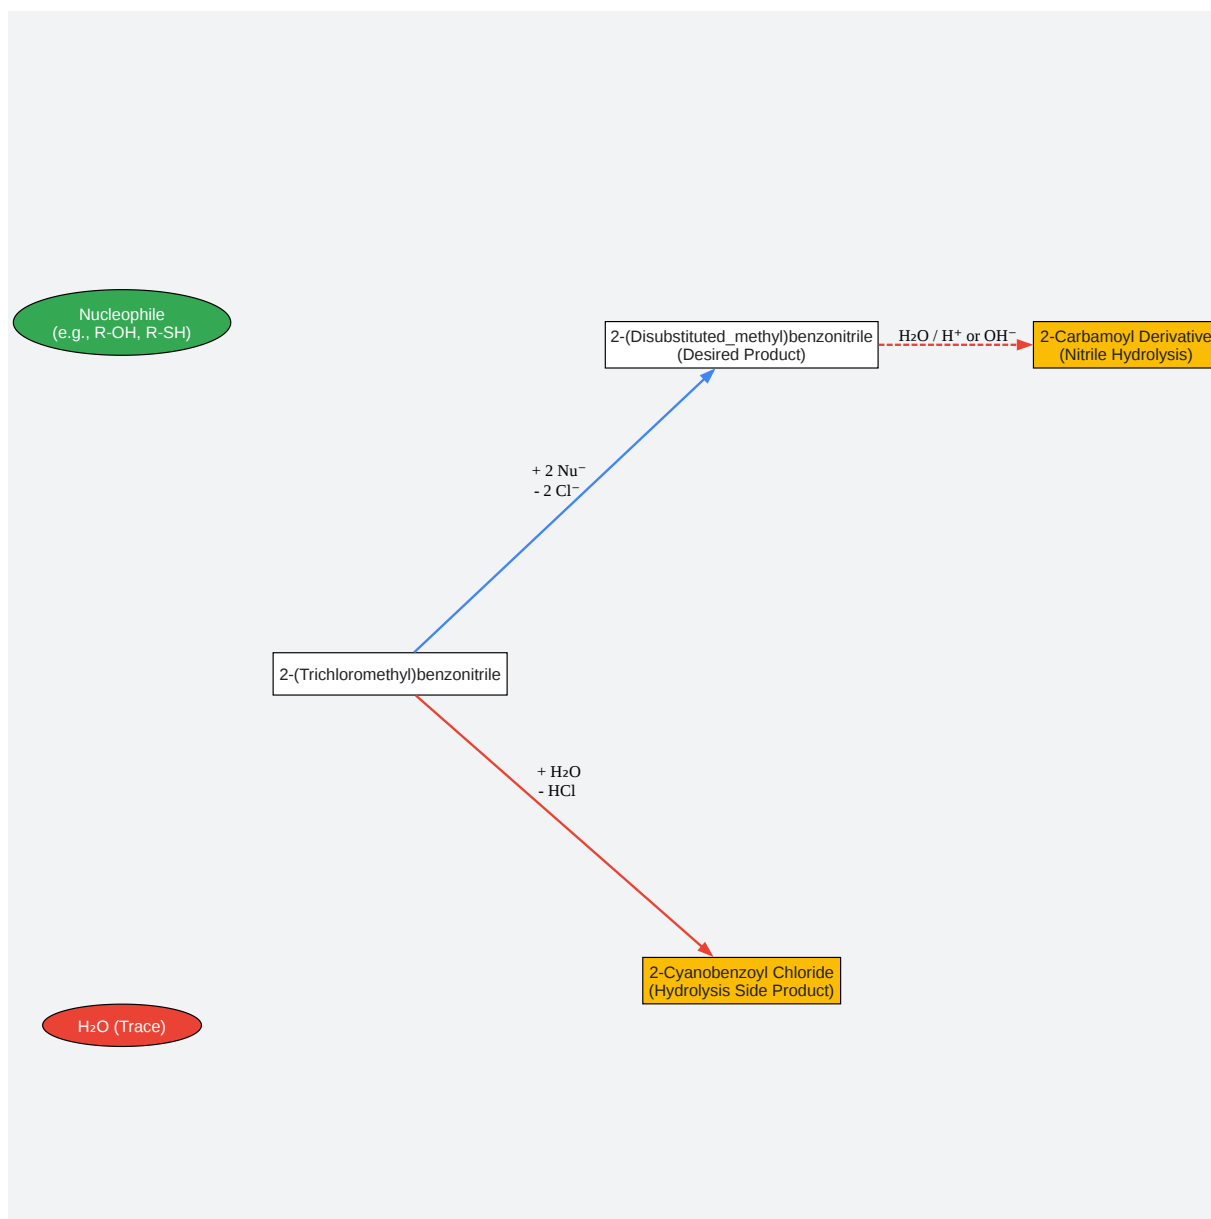 Nucleophile
(e.g., R-OH, R-SH)
2-(Disubstituted_methyl)benzonitrile
(Desired Product)
H₂O / H⁺ or OH⁻
2-Carbamoyl Derivative
(Nitrile Hydrolysis)
+ 2 Nu⁻
- 2 Cl⁻
2-(Trichloromethyl)benzonitrile
+ H₂O
- HCl
2-Cyanobenzoyl Chloride
(Hydrolysis Side Product)
H₂O (Trace)